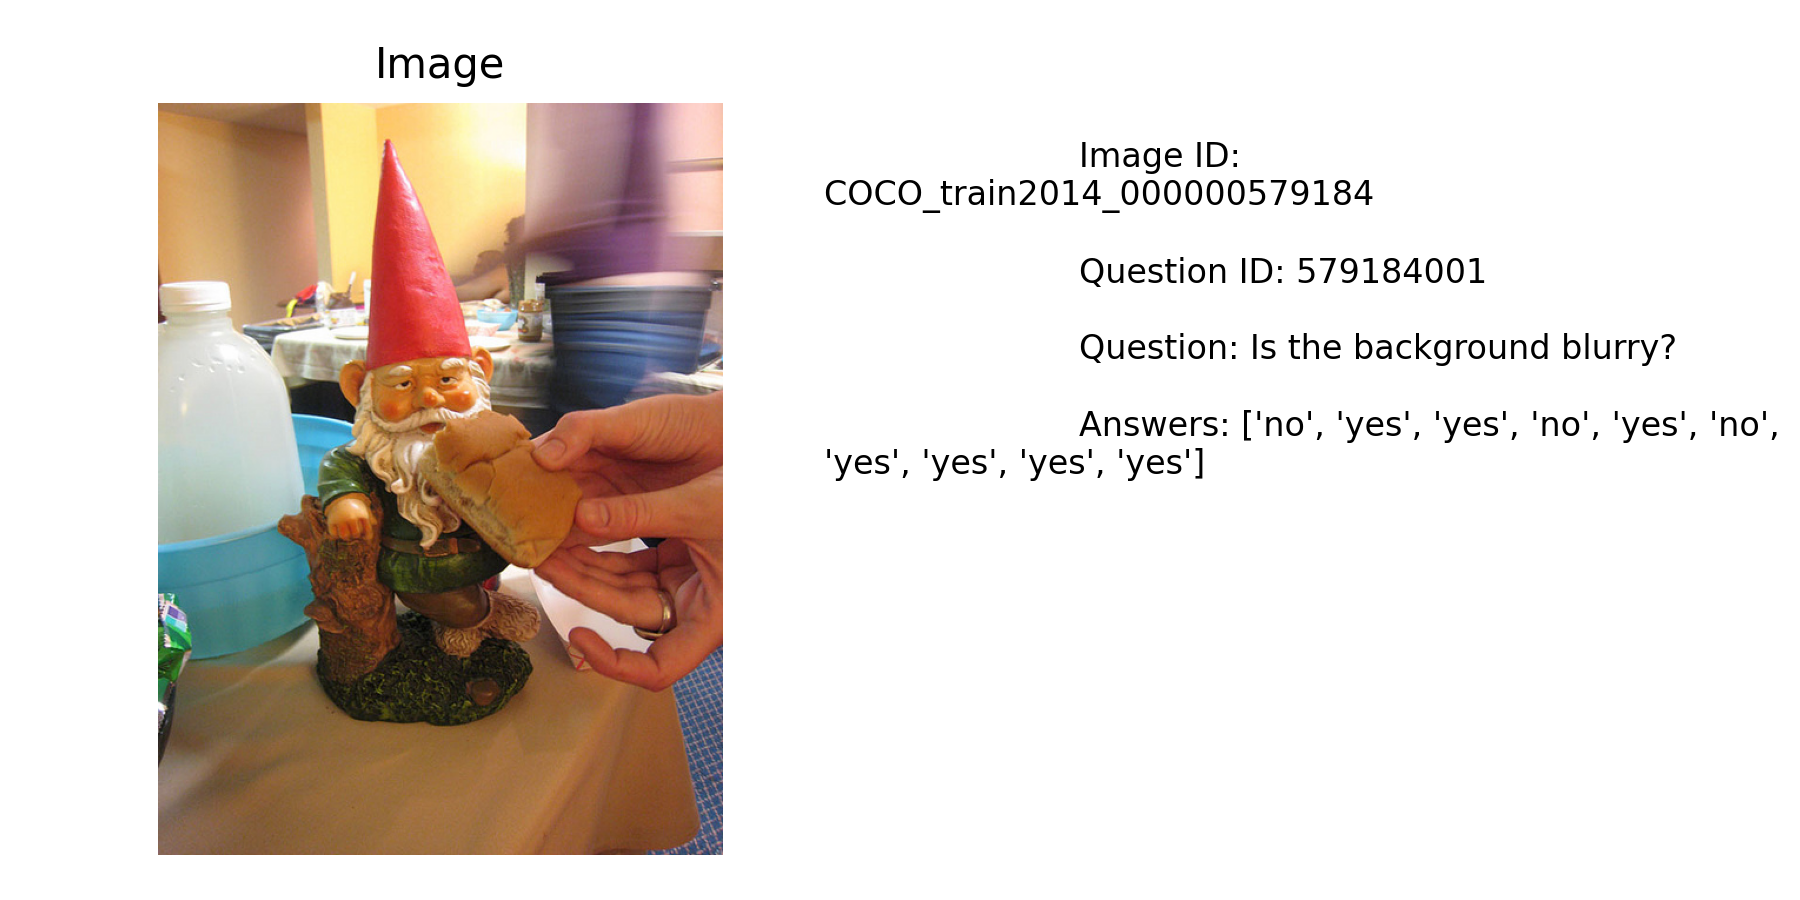 Image
Image ID:
COCO_train2014_000000579184
Question ID: 579184001
Question: Is the background blurry?
Answers: ['no', 'yes', 'yes', 'no', 'yes', 'no',
'yes', 'yes', 'yes', 'yes']